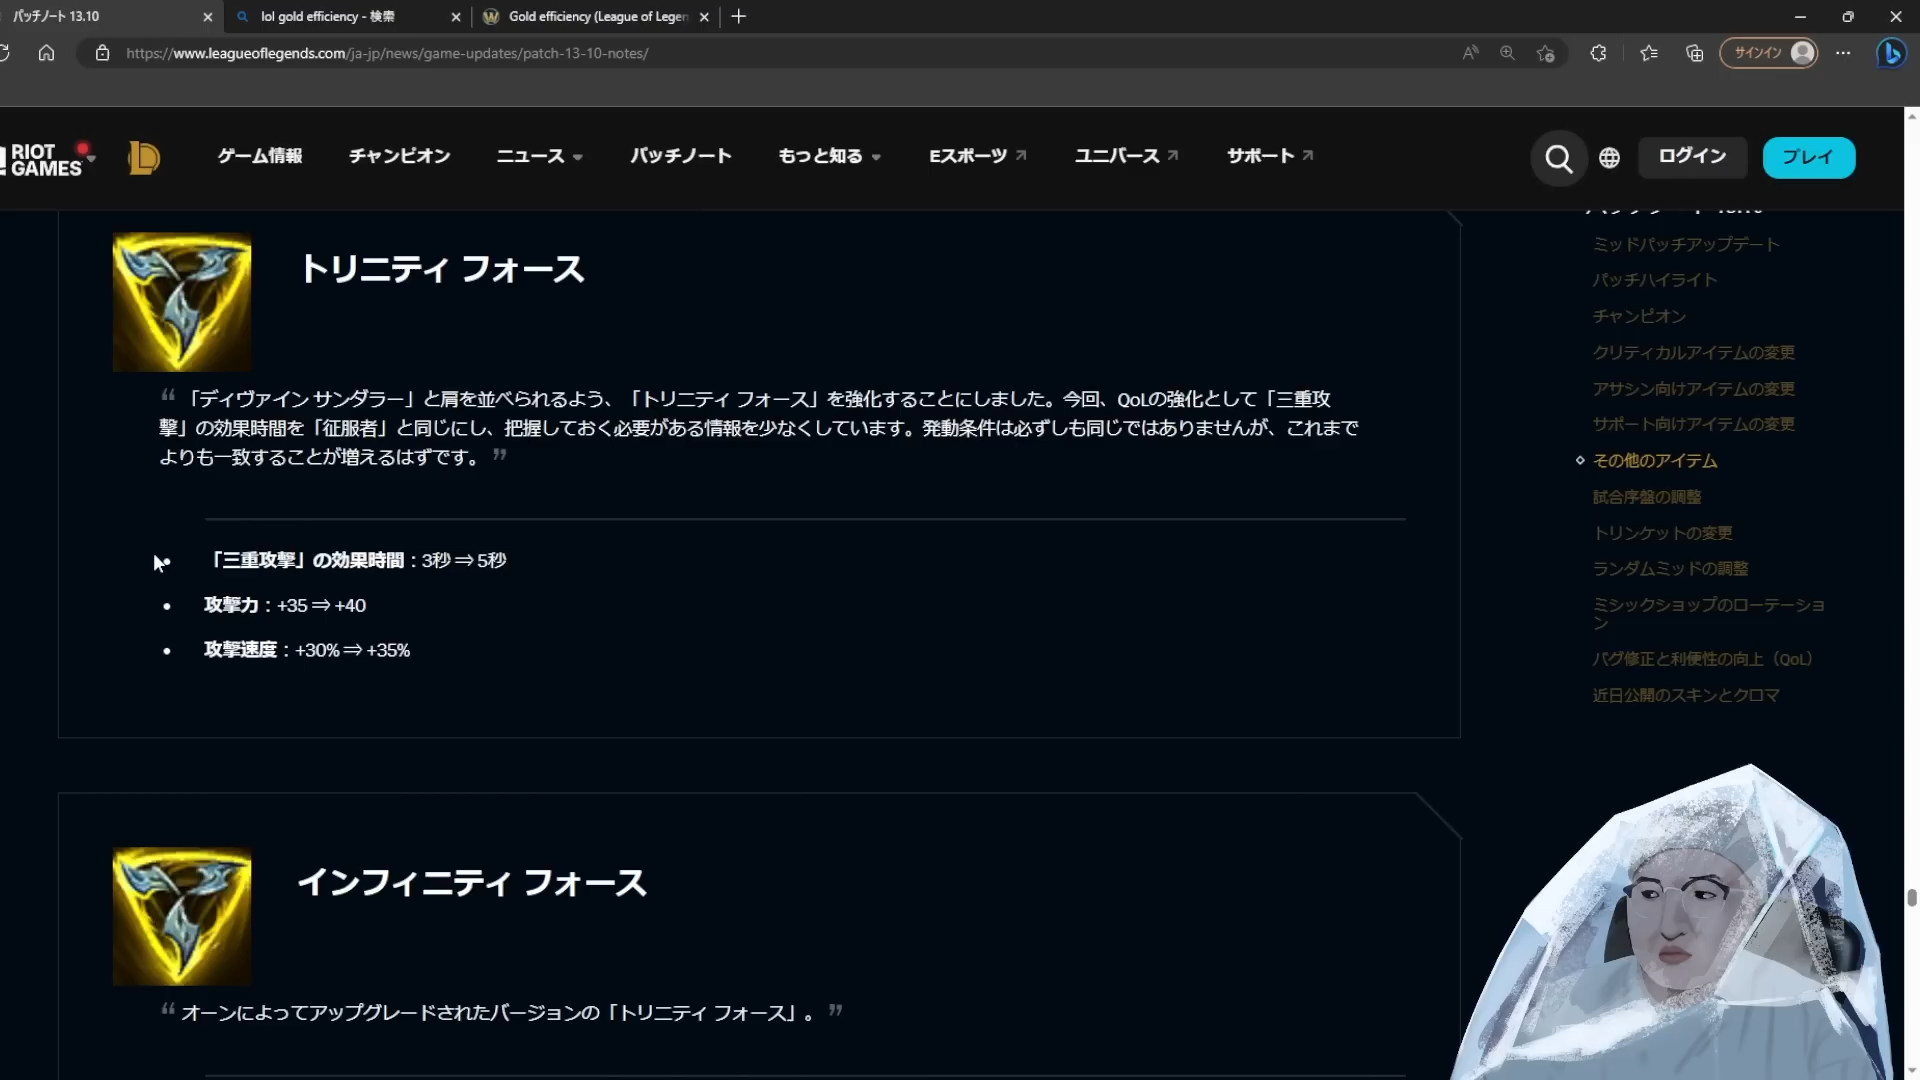 パッチノート 13.10
lol gold efficiency - 検索
Gold efficiency (League of Legen
https://www.leagueoflegends.com/ja-jp/news/game-updates/patch-13-10-notes/
サインイン
RIOT
GAMES
ゲーム情報
チャンピオン
ニュース
パッチノート
もっと知る
Eスポーツ
ユニバース
サポート
ログイン
プレイ
トリニティ フォース
“「ディヴァイン サンダラー」と肩を並べられるよう、「トリニティ フォース」を強化することにしました。今回、QoLの強化として「三重攻
撃」の効果時間を「征服者」と同じにし、把握しておく必要がある情報を少なくしています。発動条件は必ずしも同じではありませんが、これまで
よりも一致することが増えるはずです。”
• 「三重攻撃」の効果時間：3秒 ⇒ 5秒
• 攻撃力：+35 ⇒ +40
• 攻撃速度：+30% ⇒ +35%
インフィニティ フォース
“オーンによってアップグレードされたバージョンの「トリニティ フォース」。”
ミッドパッチアップデート
パッチハイライト
チャンピオン
クリティカルアイテムの変更
アサシン向けアイテムの変更
サポート向けアイテムの変更
その他のアイテム
試合序盤の調整
トリンケットの変更
ランダムミッドの調整
ミシックショップのローテーショ
ン
バグ修正と利便性の向上（QoL）
近日公開のスキンとクロマ